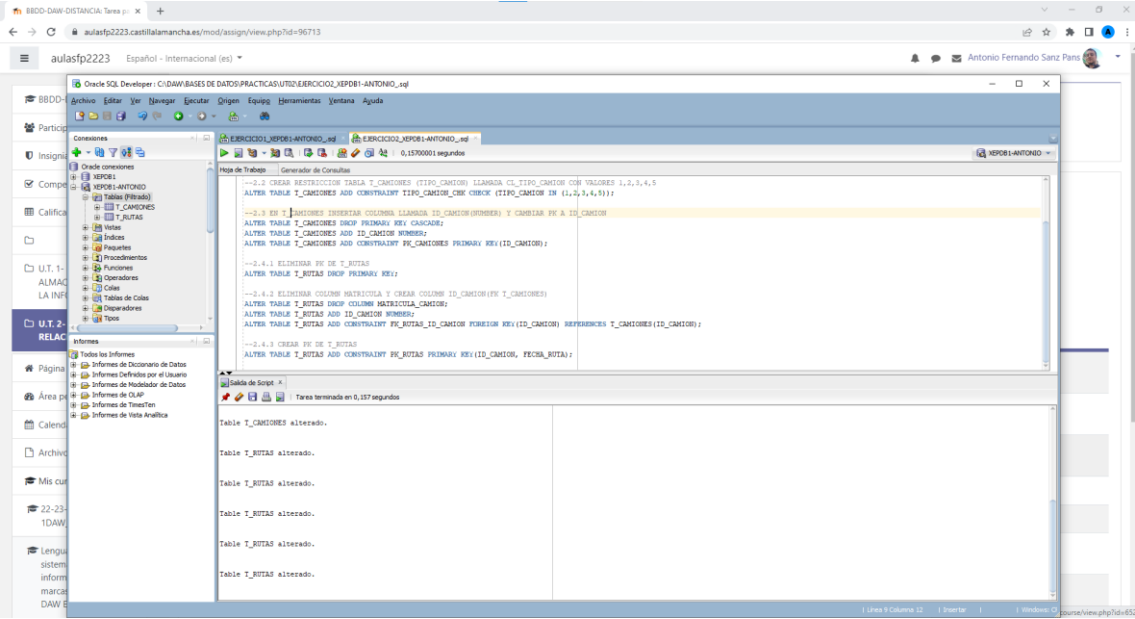 BBDD-DAW-DISTANCIA: Tarea
aulasfp2223.castillalamancha.es/mod/assign/view.php?id=96713
aulasfp2223
Español - Internacional (es)
Antonio Fernando Sanz Pans
BBDD-
Particip
Insignia
Compe
Califica
U.T. 1-
ALMAC
LA INFO
U.T. 2-
RELAC
Página
Área pe
Calend
Archivo
Mis cur
22-23-
1DAW
Lengua
sistem
inform
marcas
DAW E
Oracle SQL Developer : C:\DAW\BASES DE DATOS\PRACTICAS\UT02\EJERCICIO2_XEPDB1-ANTONIO_.sql
Archivo Editar Ver Navegar Ejecutar Origen Equipo Herramientas Ventana Ayuda
Conexiones
Oracle conexiones
XEPDB1
XEPDB1-ANTONIO
Tablas (Filtrado)
T_CAMIONES
T_RUTAS
Vistas
Índices
Paquetes
Procedimientos
Funciones
Operadores
Colas
Tablas de Colas
Disparadores
Tipos
Informes
Todos los Informes
Informes de Diccionario de Datos
Informes Definidos por el Usuario
Informes de Modelador de Datos
Informes de OLAP
Informes de TimesTen
Informes de Vista Analítica
EJERCICIO1_XEPDB1-ANTONIO_.sql
EJERCICIO2_XEPDB1-ANTONIO_.sql
0,15700001 segundos
XEPDB1-ANTONIO
Hoja de Trabajo
Generador de Consultas
--2.2 CREAR RESTRICCION TABLA T_CAMIONES (TIPO_CAMION) LLAMADA CL_TIPO_CAMION CON VALORES 1,2,3,4,5
ALTER TABLE T_CAMIONES ADD CONSTRAINT TIPO_CAMION_CHK CHECK (TIPO_CAMION IN (1,2,3,4,5));
--2.3 EN T_CAMIONES INSERTAR COLUMNA LLAMADA ID_CAMION(NUMBER) Y CAMBIAR PK A ID_CAMION
ALTER TABLE T_CAMIONES DROP PRIMARY KEY CASCADE;
ALTER TABLE T_CAMIONES ADD ID_CAMION NUMBER;
ALTER TABLE T_CAMIONES ADD CONSTRAINT PK_CAMIONES PRIMARY KEY(ID_CAMION);
--2.4.1 ELIMINAR PK DE T_RUTAS
ALTER TABLE T_RUTAS DROP PRIMARY KEY;
--2.4.2 ELIMINAR COLUMN MATRICULA Y CREAR COLUMN ID_CAMION(FK T_CAMIONES)
ALTER TABLE T_RUTAS DROP COLUMN MATRICULA_CAMION;
ALTER TABLE T_RUTAS ADD ID_CAMION NUMBER;
ALTER TABLE T_RUTAS ADD CONSTRAINT FK_RUTAS_ID_CAMION FOREIGN KEY(ID_CAMION) REFERENCES T_CAMIONES(ID_CAMION);
--2.4.3 CREAR PK DE T_RUTAS
ALTER TABLE T_RUTAS ADD CONSTRAINT PK_RUTAS PRIMARY KEY(ID_CAMION, FECHA_RUTA);
Salida de Script
Tarea terminada en 0,157 segundos
Table T_CAMIONES alterado.
Table T_RUTAS alterado.
Table T_RUTAS alterado.
Table T_RUTAS alterado.
Table T_RUTAS alterado.
Table T_RUTAS alterado.
Línea 9 Columna 12
Insertar
Windows: C
course/view.php?id=652